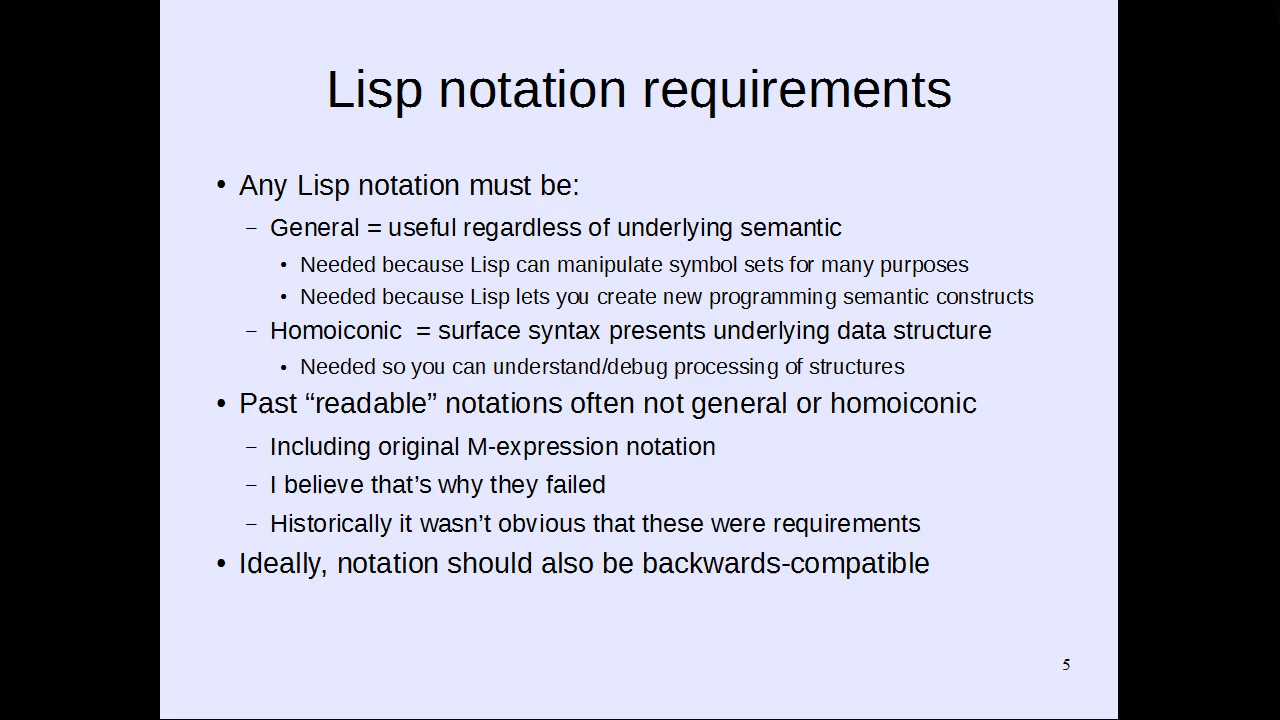 Lisp notation requirements
• Any Lisp notation must be:
– General = useful regardless of underlying semantic
• Needed because Lisp can manipulate symbol sets for many purposes
• Needed because Lisp lets you create new programming semantic constructs
– Homoiconic  = surface syntax presents underlying data structure
• Needed so you can understand/debug processing of structures
• Past “readable” notations often not general or homoiconic
– Including original M-expression notation
– I believe that’s why they failed
– Historically it wasn’t obvious that these were requirements
• Ideally, notation should also be backwards-compatible
5